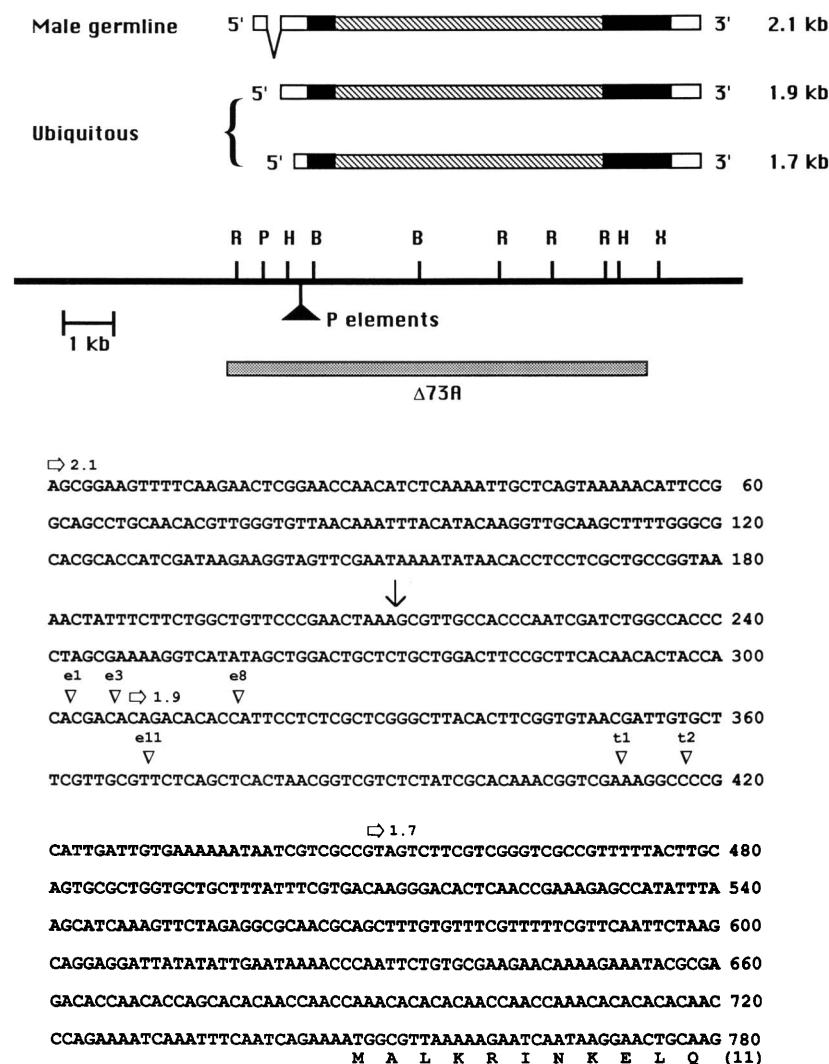 Male germline 5' 3' 2.1 kb
5' 3' 1.9 kb
Ubiquitous {
5' 3' 1.7 kb
R P H B B R R R H X
P elements
1 kb
Δ73A
⇨ 2.1
AGCGGAAGTTTTCAAGAACTCGGAACCAACATCTCAAAATTGCTCAGTAAAAACATTCCG 60
GCAGCCTGCAACACGTTGGGTGTTAACAAATTTACATACAAGGTTGCAAGCTTTTGGGCG 120
CACGCACCATCGATAAGAAGGTAGTTCGAATAAAATATAACACCTCCTCGCTGCCGGTAA 180
↓
AACTATTTCTTCTGGCTGTTCCCGAACTAAAGCGTTGCCACCCAATCGATCTGGCCACCC 240
CTAGCGAAAAGGTCATATAGCTGGACTGCTCTGCTGGACTTCCGCTTCACAACACTACCA 300
e1 e3 ⇨ 1.9 e8
CACGACACAGACACACCATTCCTCTCGCTCGGGCTTACACTTCGGTGTAACGATTGTGCT 360
e11 t1 t2
TCGTTGCGTTCTCAGCTCACTAACGGTCGTCTCTATCGCACAAACGGTCGAAAGGCCCCG 420
⇨ 1.7
CATTGATTGTGAAAAAATAATCGTCGCCGTAGTCTTCGTCGGGTCGCCGTTTTTACTTGC 480
AGTGCGCTGGTGCTGCTTTATTTCGTGACAAGGGACACTCAACCGAAAGAGCCATATTTA 540
AGCATCAAAGTTCTAGAGGCGCAACGCAGCTTTGTGTTTCGTTTTTCGTTCAATTCTAAG 600
CAGGAGGATTATATATTGAATAAAACCCAATTCTGTGCGAAGAACAAAAGAAATACGCGA 660
GACACCAACACCAGCACACAACCAACCAAACACACACAACCAACCAAACACACACACAAC 720
CCAGAAAATCAAATTTCAATCAGAAAATGGCGTTAAAAAGAATCAATAAGGAACTGCAAG 780
M A L K R I N K E L Q (11)